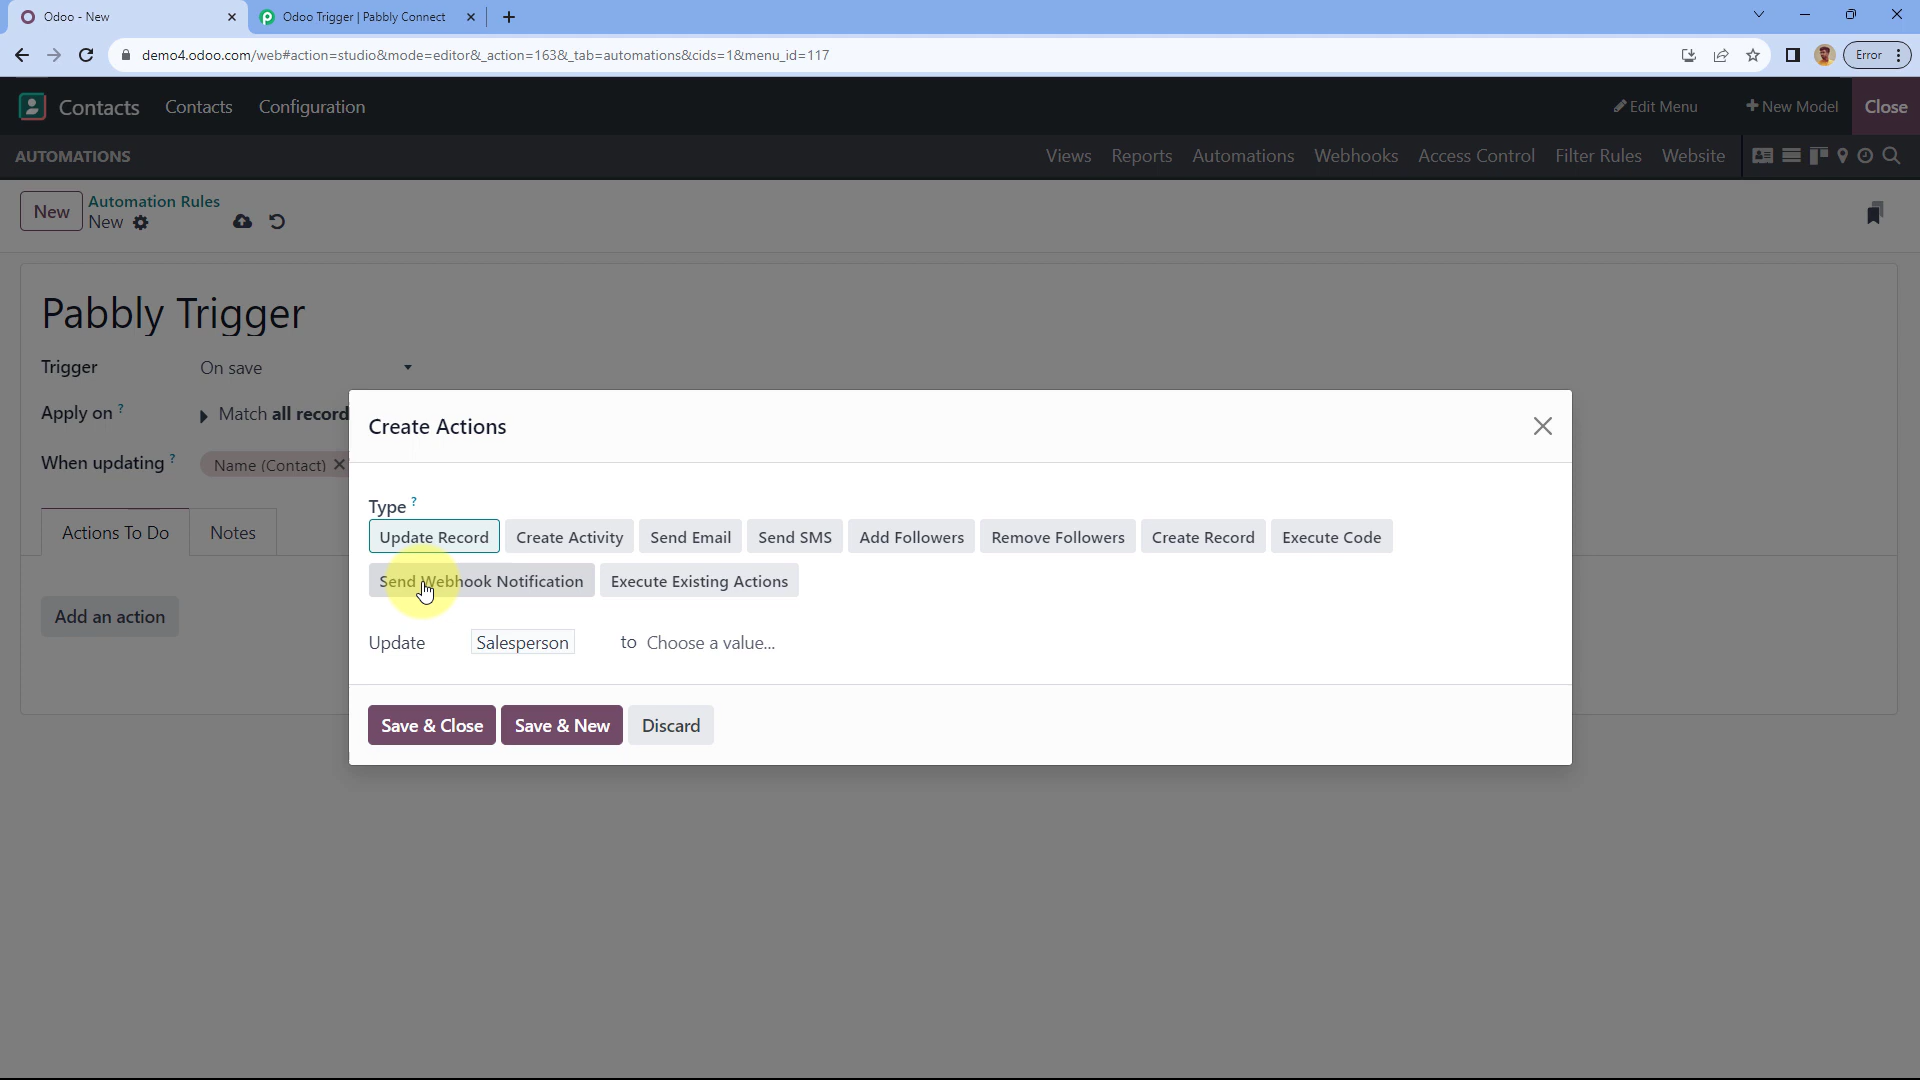 Odoo - New
Odoo Trigger | Pabbly Connect
demo4.odoo.com/web#action=studio&mode=editor&_action=163&_tab=automations&cids=1&menu_id=117
Error
Contacts Contacts Configuration
Edit Menu
New Model
Close
AUTOMATIONS
Views Reports Automations Webhooks Access Control Filter Rules Website
New
Automation Rules
New
Pabbly Trigger
Trigger
On save
Apply on ?
Match all record
When updating ?
Name (Contact)
Actions To Do
Notes
Add an action
Create Actions
Type ?
Update Record Create Activity Send Email Send SMS Add Followers Remove Followers Create Record Execute Code
Send Webhook Notification Execute Existing Actions
Update Salesperson to Choose a value...
Save & Close Save & New Discard